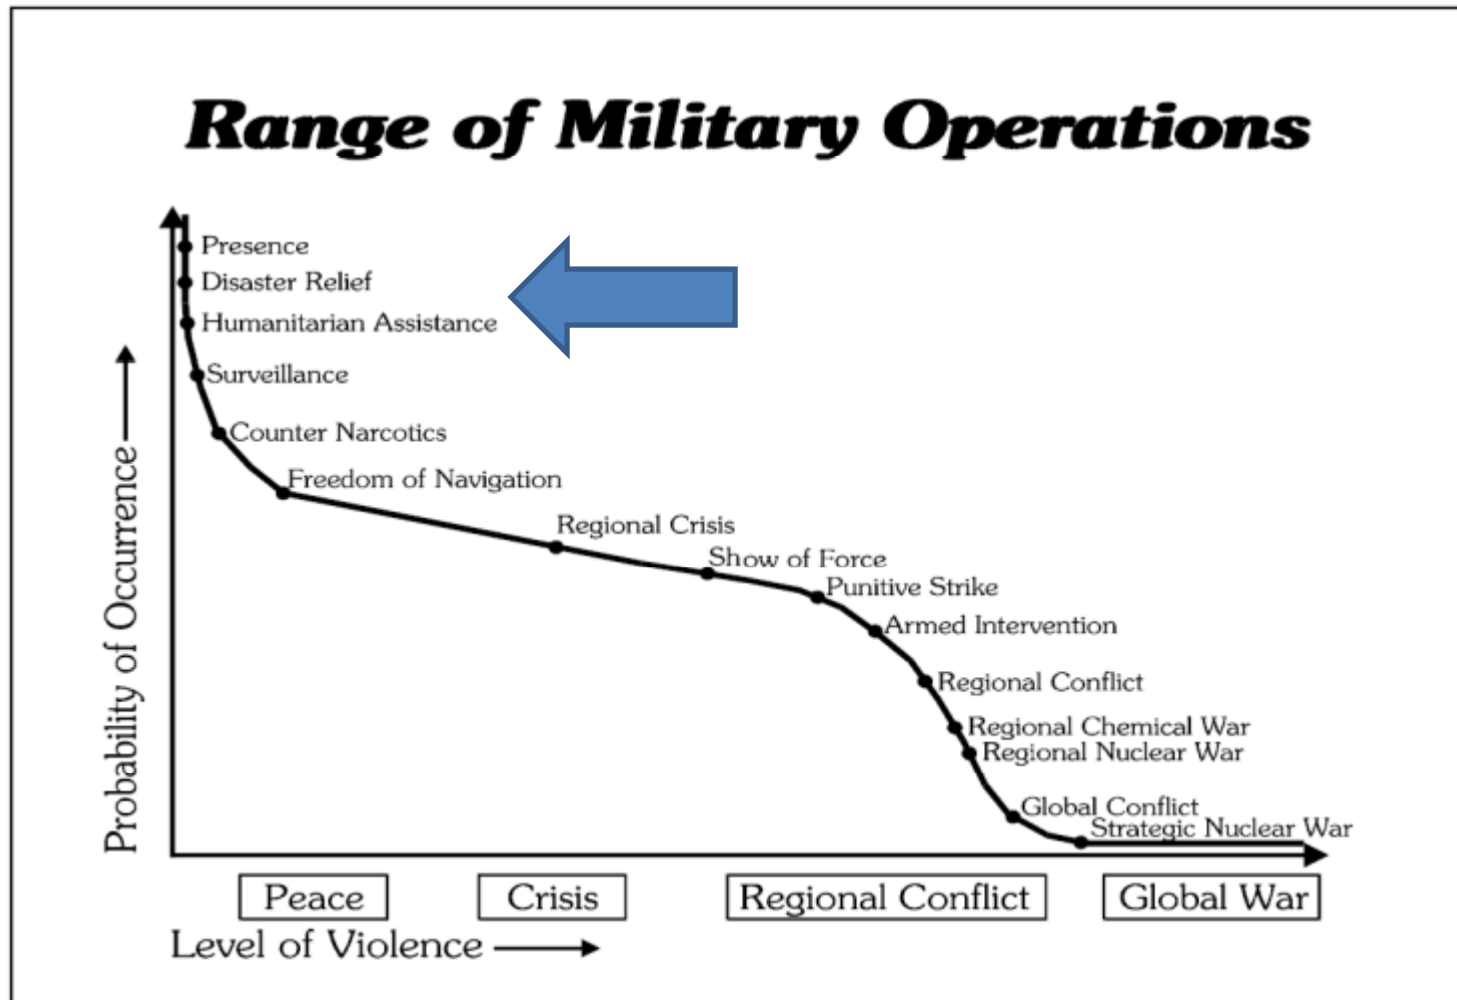 Range of Military Operations
Presence
Disaster Relief
Humanitarian Assistance
Surveillance
Counter Narcotics
Freedom of Navigation
Regional Crisis
Show of Force
Punitive Strike
Armed Intervention
Regional Conflict
Regional Chemical War
Regional Nuclear War
Global Conflict
Strategic Nuclear War
Probability of Occurrence
Peace
Crisis
Regional Conflict
Global War
Level of Violence